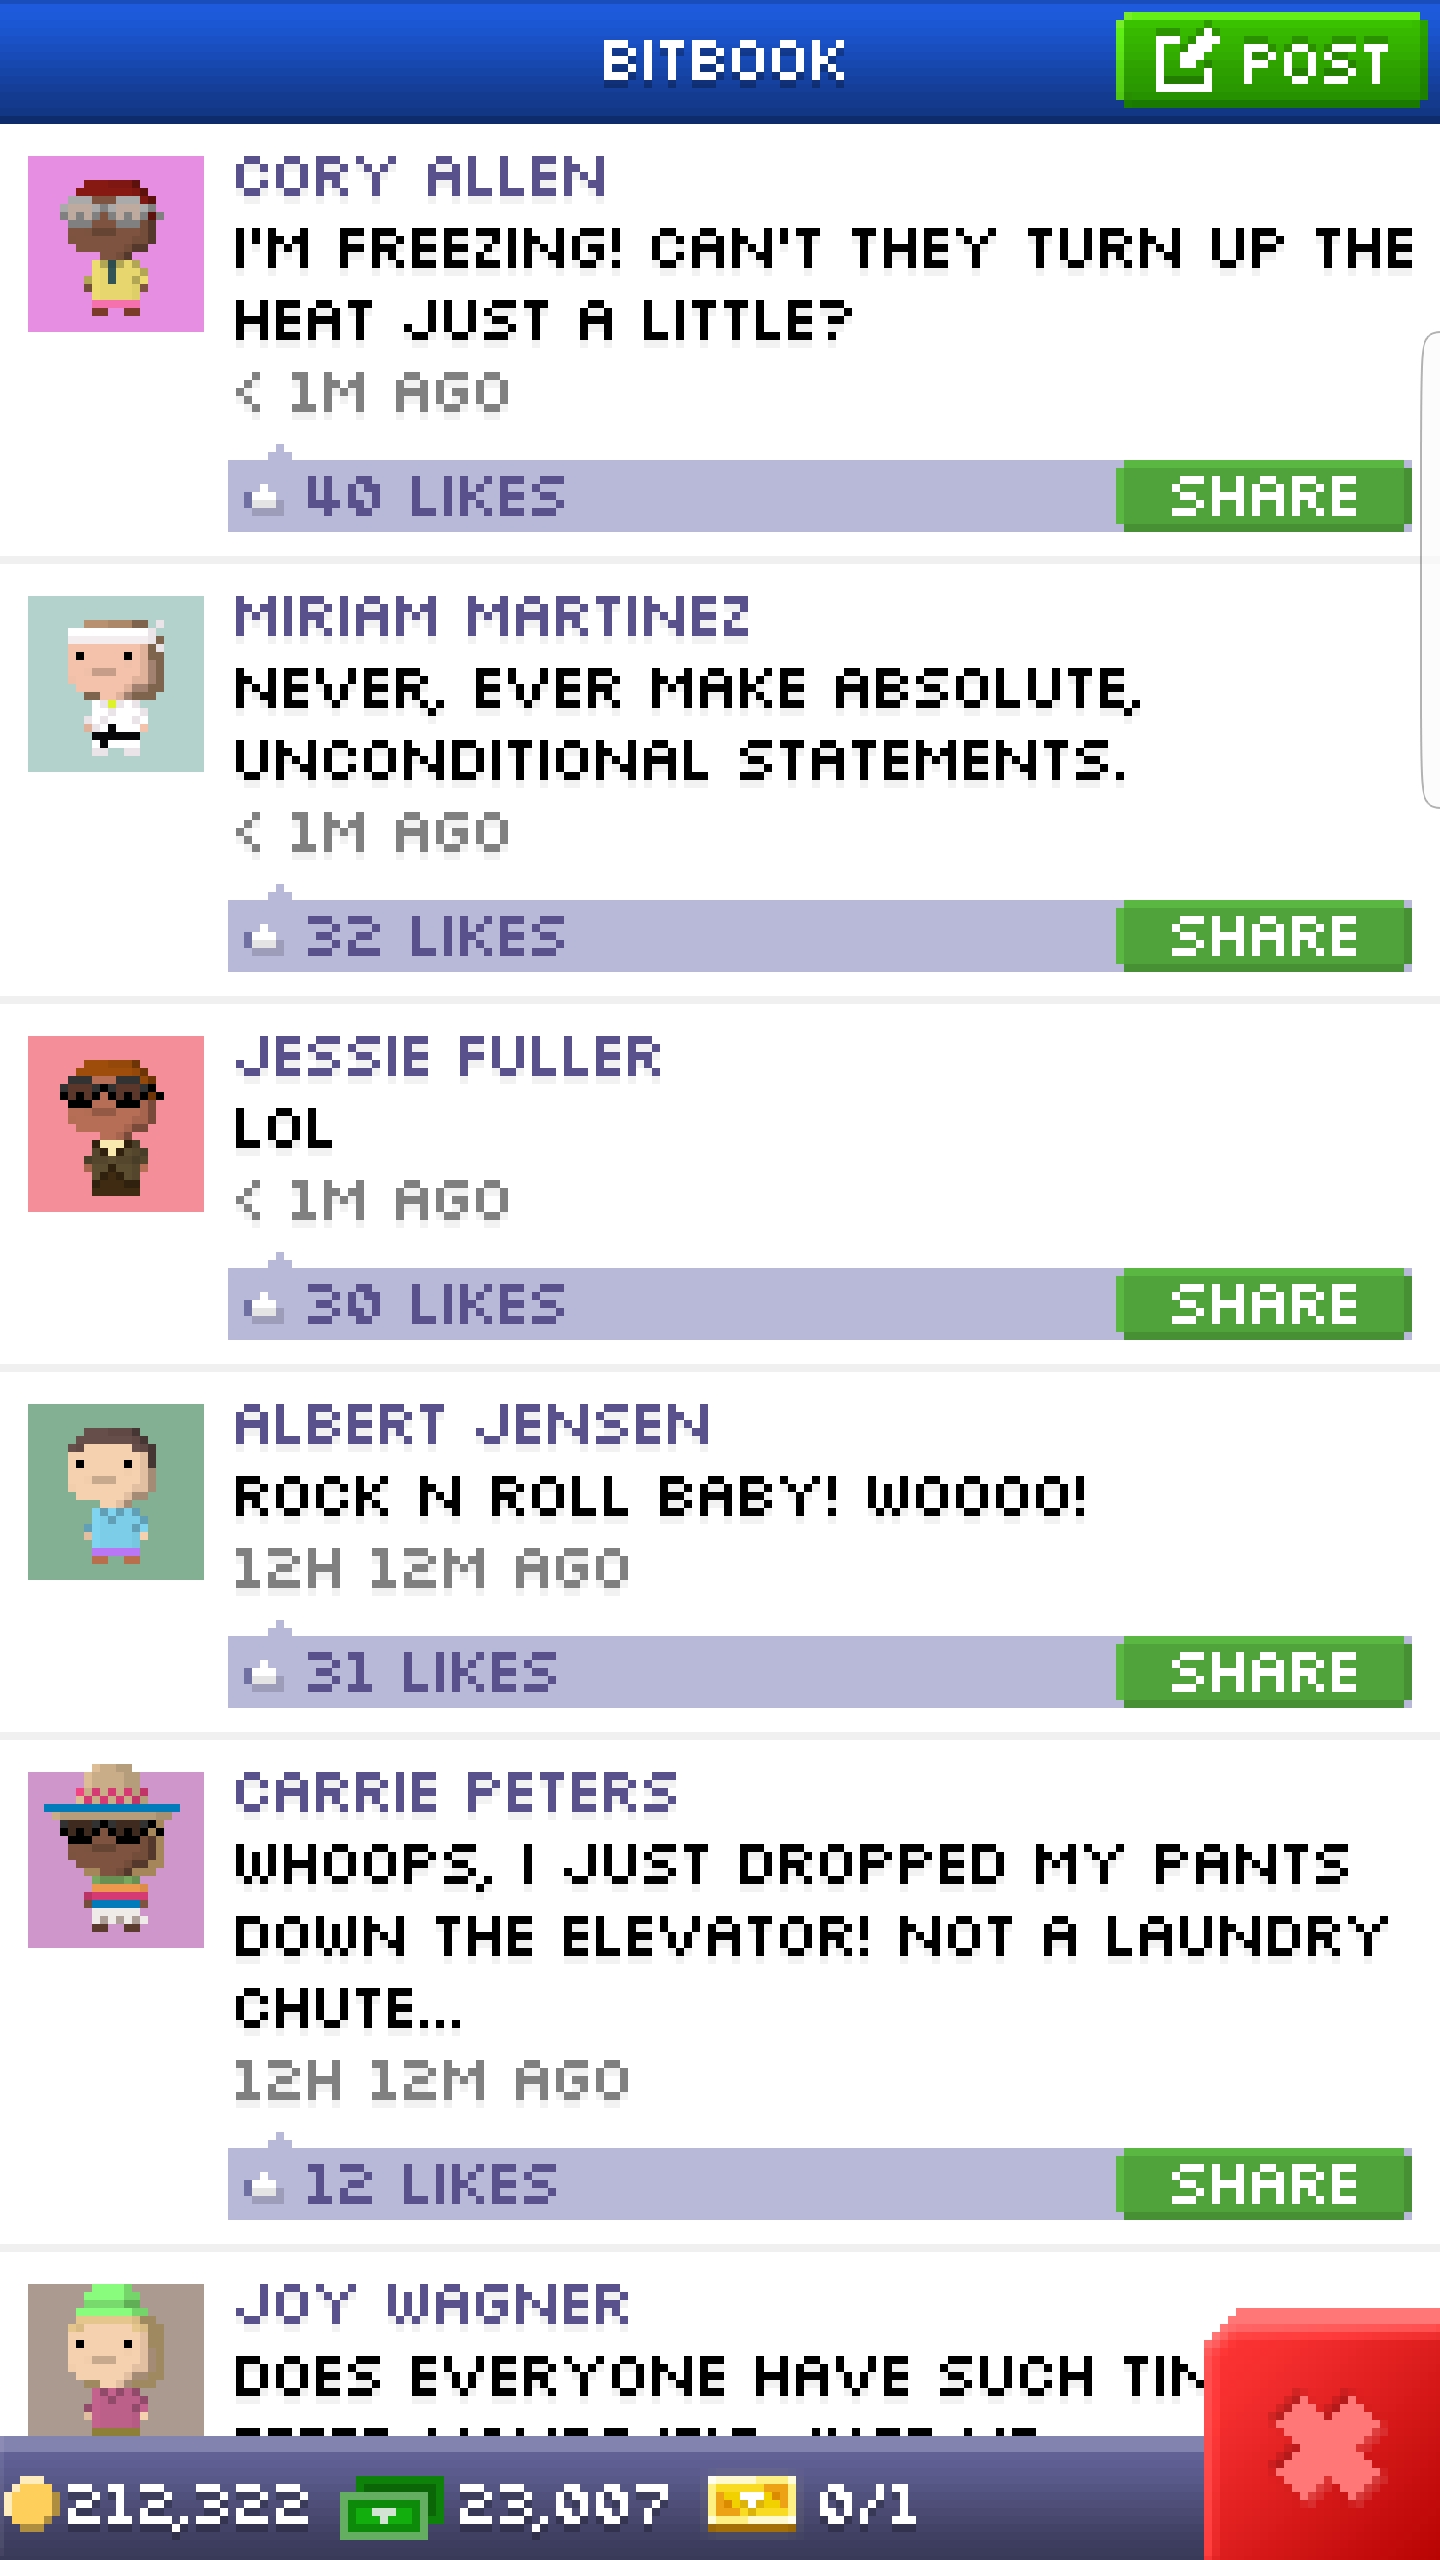 BITBOOK
POST
CORY ALLEN
I'M FREEZING! CAN'T THEY TURN UP THE
HEAT JUST A LITTLE?
< 1M AGO
40 LIKES
SHARE
MIRIAM MARTINEZ
NEVER, EVER MAKE ABSOLUTE,
UNCONDITIONAL STATEMENTS.
< 1M AGO
32 LIKES
SHARE
JESSIE FULLER
LOL
< 1M AGO
30 LIKES
SHARE
ALBERT JENSEN
ROCK N ROLL BABY! WOOOO!
12H 12M AGO
31 LIKES
SHARE
CARRIE PETERS
WHOOPS, I JUST DROPPED MY PANTS
DOWN THE ELEVATOR! NOT A LAUNDRY
CHUTE...
12H 12M AGO
12 LIKES
SHARE
JOY WAGNER
DOES EVERYONE HAVE SUCH
212,322
23,007
0/1